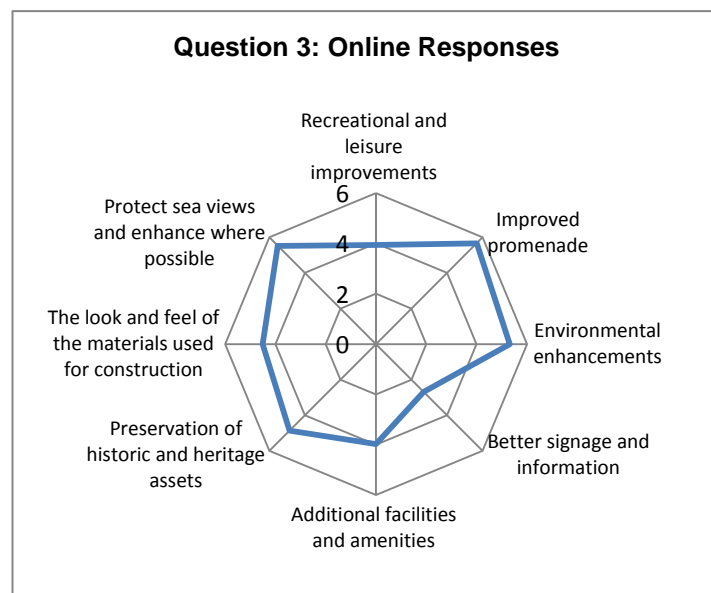 Question 3: Online Responses
Recreational and
leisure
improvements
Improved
promenade
Environmental
enhancements
Better signage and
information
Additional facilities
and amenities
Preservation of
historic and heritage
assets
The look and feel of
the materials used
for construction
Protect sea views
and enhance where
possible
6
4
2
0